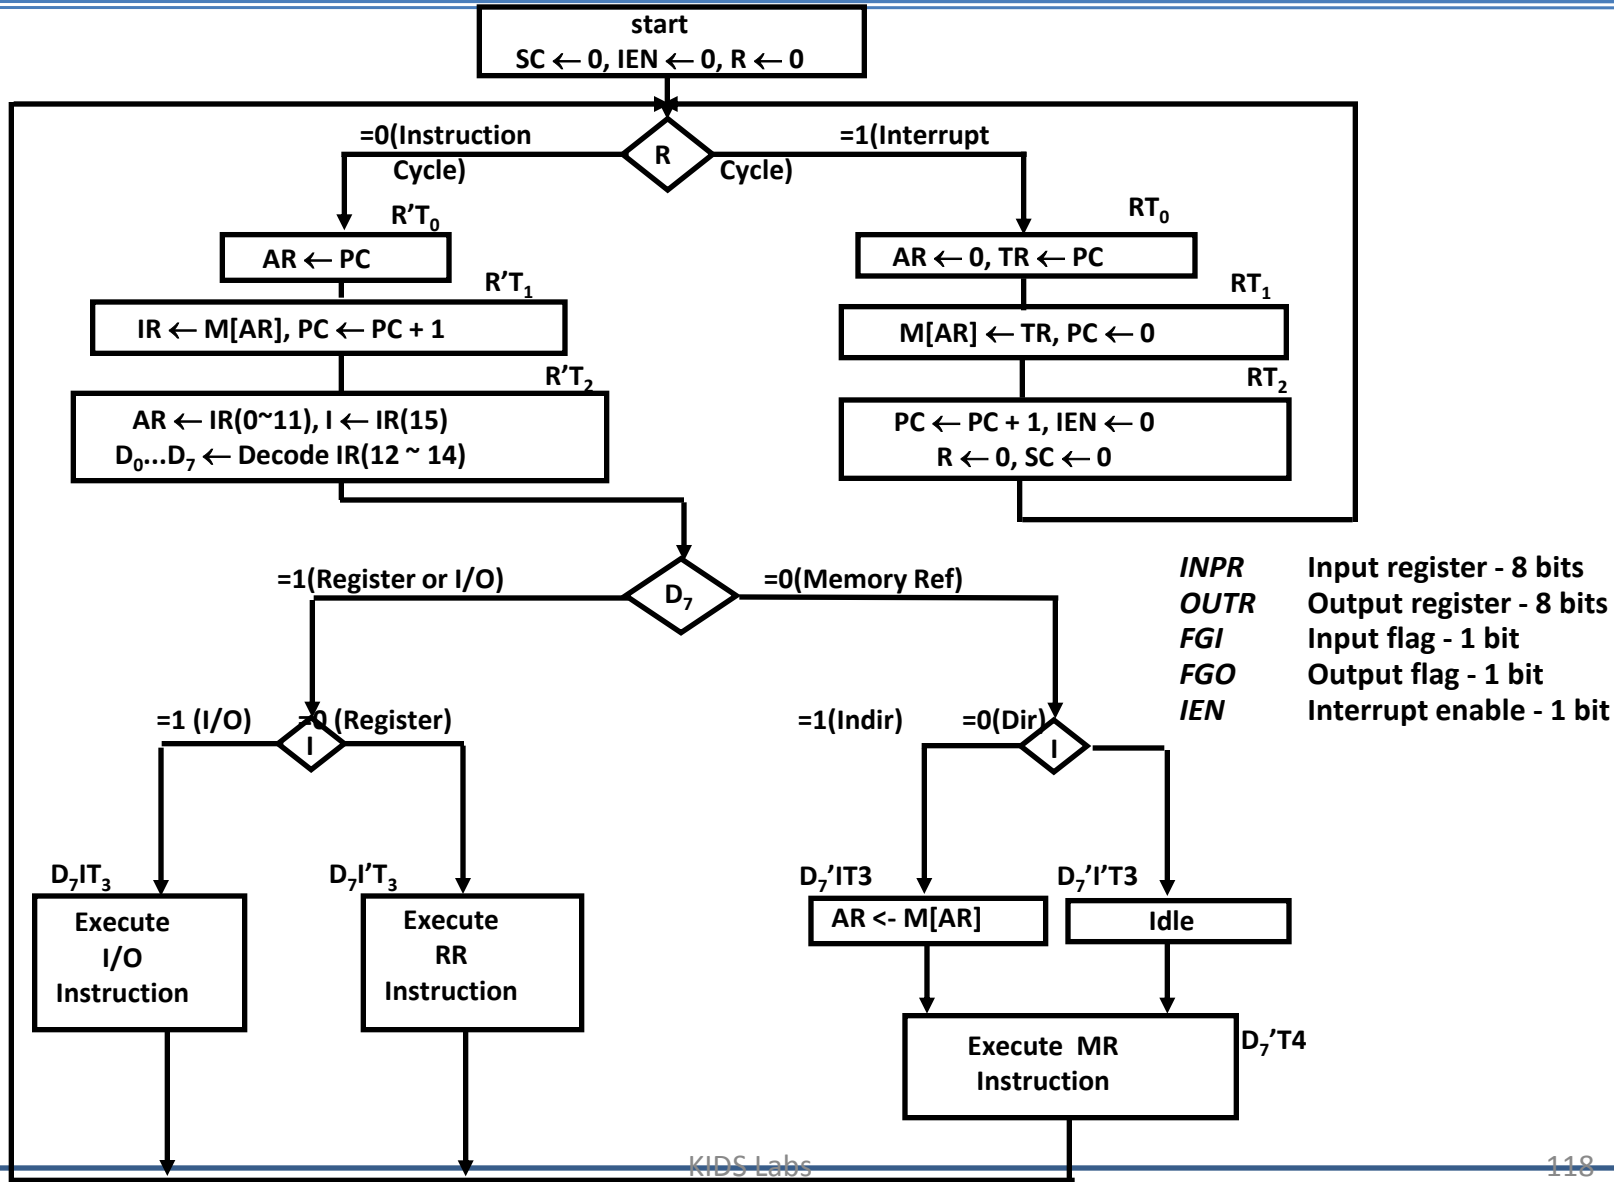 start
SC ← 0, IEN ← 0, R ← 0
=0(Instruction
Cycle)
R
=1(Interrupt
Cycle)
R’T₀
AR ← PC
R’T₁
IR ← M[AR], PC ← PC + 1
R’T₂
AR ← IR(0~11), I ← IR(15)
D₀...D₇ ← Decode IR(12 ~ 14)
RT₀
AR ← 0, TR ← PC
RT₁
M[AR] ← TR, PC ← 0
RT₂
PC ← PC + 1, IEN ← 0
R ← 0, SC ← 0
=1(Register or I/O)
D₇
=0(Memory Ref)
INPR Input register - 8 bits
OUTR Output register - 8 bits
FGI Input flag - 1 bit
FGO Output flag - 1 bit
IEN Interrupt enable - 1 bit
=1 (I/O)
I
=0 (Register)
=1(Indir)
=0(Dir)
I
D₇IT₃
Execute
I/O
Instruction
D₇I’T₃
Execute
RR
Instruction
D₇'IT3
AR <- M[AR]
D₇'I'T3
Idle
Execute MR
Instruction
D₇'T4
KIDS Labs
118